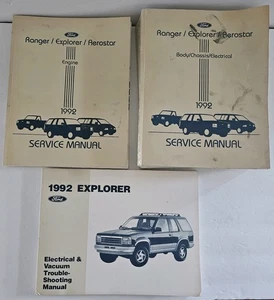 Ford
Ranger / Explorer / Aerostar
Engine
1992
SERVICE MANUAL
Ford
Ranger / Explorer / Aerostar
Body/Chassis/Electrical
1992
SERVICE MANUAL
1992 EXPLORER
Ford
Electrical &
Vacuum
Trouble-
Shooting
Manual